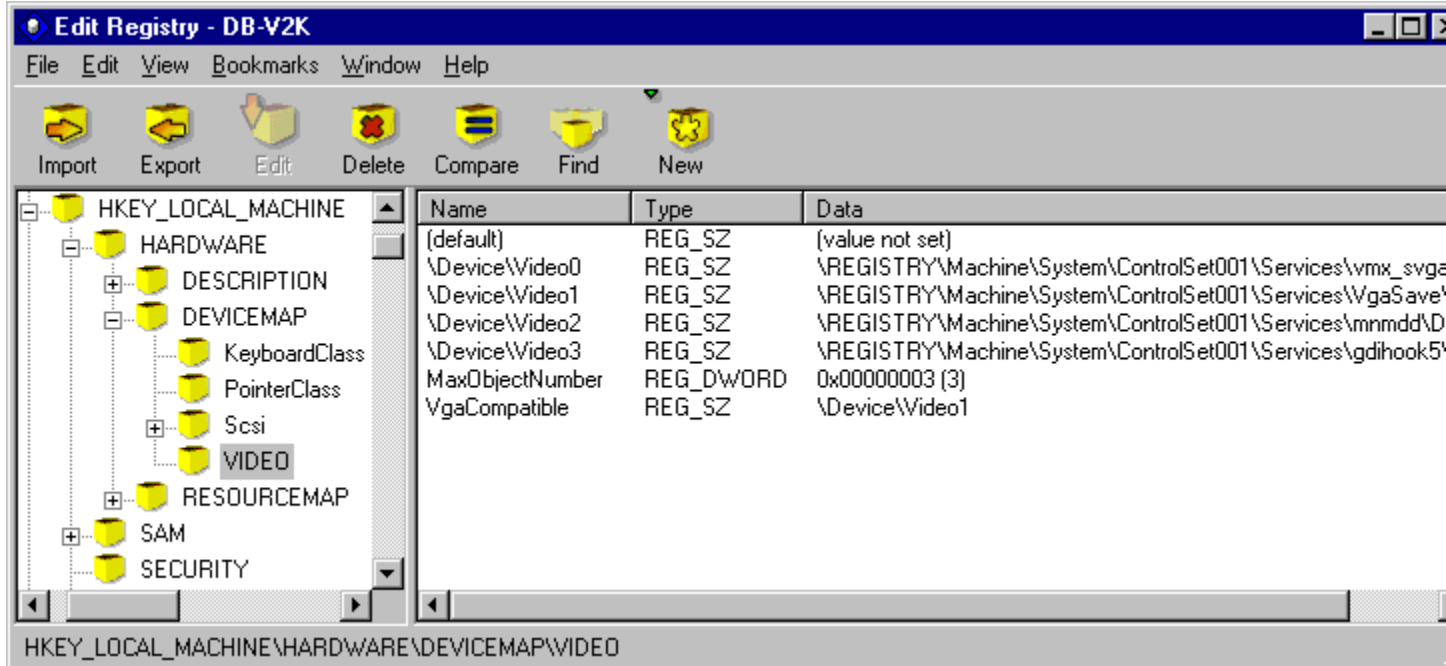 Edit Registry - DB-V2K
File Edit View Bookmarks Window Help
Import Export Edit Delete Compare Find New
HKEY_LOCAL_MACHINE
HARDWARE
DESCRIPTION
DEVICEMAP
KeyboardClass
PointerClass
Scsi
VIDEO
RESOURCEMAP
SAM
SECURITY
Name Type Data
(default) REG_SZ (value not set)
\Device\Video0 REG_SZ \REGISTRY\Machine\System\ControlSet001\Services\vmx_svga
\Device\Video1 REG_SZ \REGISTRY\Machine\System\ControlSet001\Services\VgaSave\
\Device\Video2 REG_SZ \REGISTRY\Machine\System\ControlSet001\Services\mnmdd\D
\Device\Video3 REG_SZ \REGISTRY\Machine\System\ControlSet001\Services\gdihook5\
MaxObjectNumber REG_DWORD 0x00000003 (3)
VgaCompatible REG_SZ \Device\Video1
HKEY_LOCAL_MACHINE\HARDWARE\DEVICEMAP\VIDEO